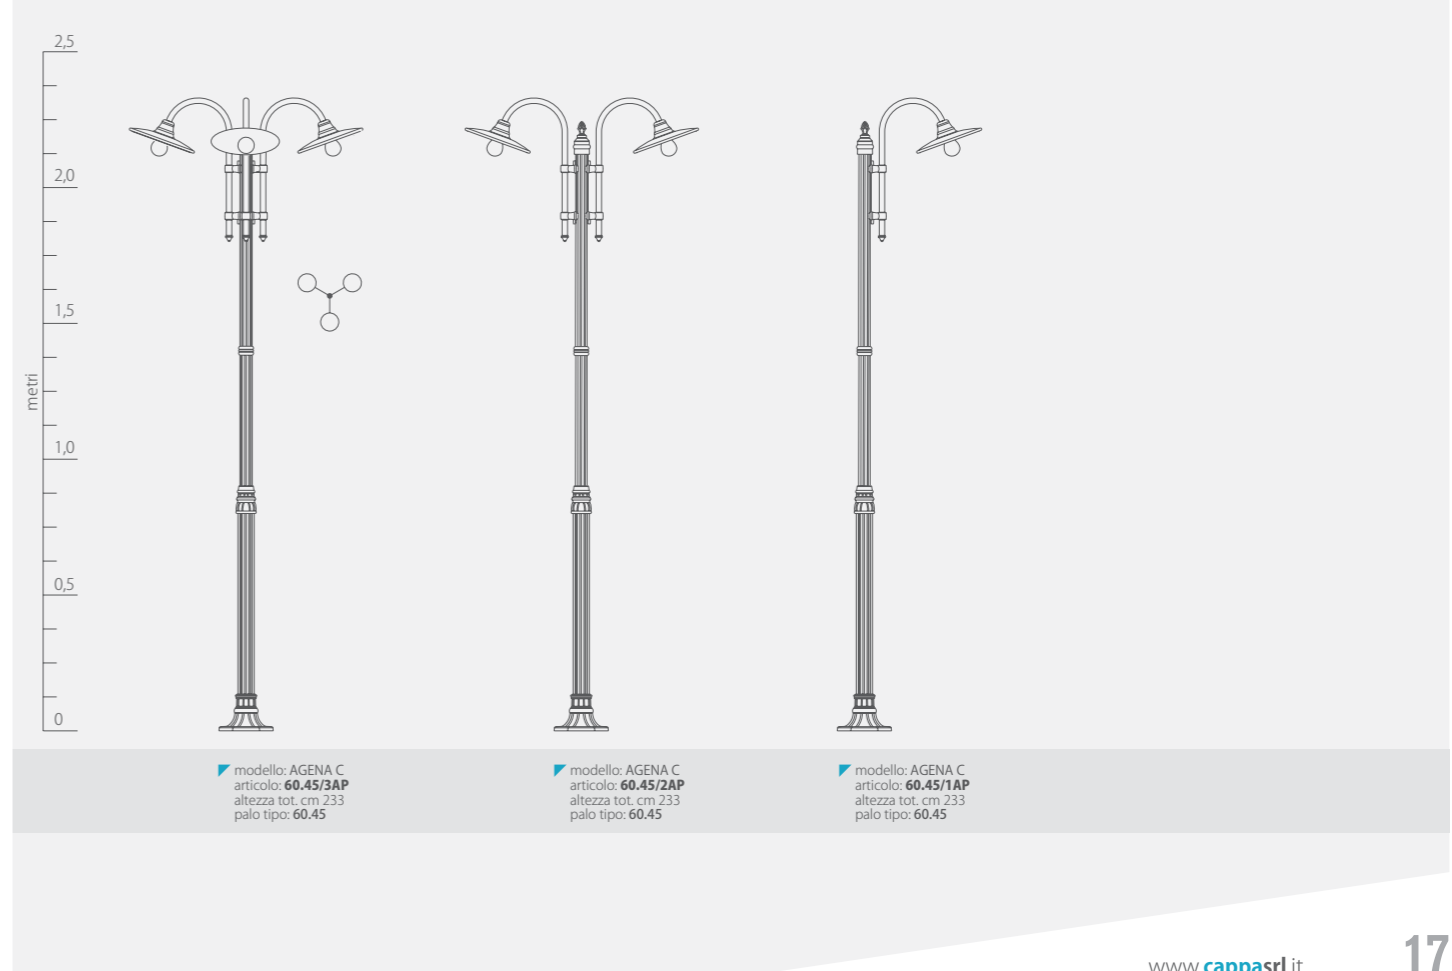 2,5
2,0
1,5
metri
1,0
0,5
0
modello: AGENA C
articolo: 60.45/3AP
altezza tot. cm 233
palo tipo: 60.45
modello: AGENA C
articolo: 60.45/2AP
altezza tot. cm 233
palo tipo: 60.45
modello: AGENA C
articolo: 60.45/1AP
altezza tot. cm 233
palo tipo: 60.45
www.cappasrl.it
17